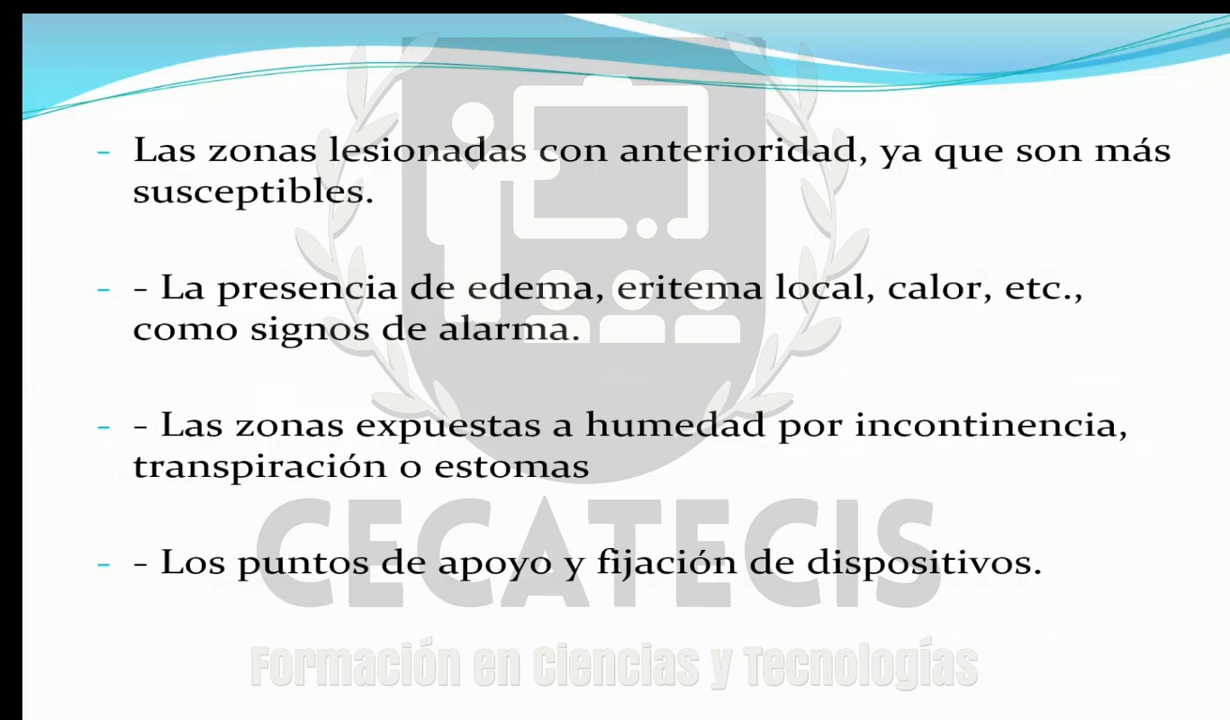 - Las zonas lesionadas con anterioridad, ya que son más
susceptibles.
- - La presencia de edema, eritema local, calor, etc.,
como signos de alarma.
- - Las zonas expuestas a humedad por incontinencia,
transpiración o estomas
- - Los puntos de apoyo y fijación de dispositivos.
CECATECIS
Formación en Ciencias y Tecnologías